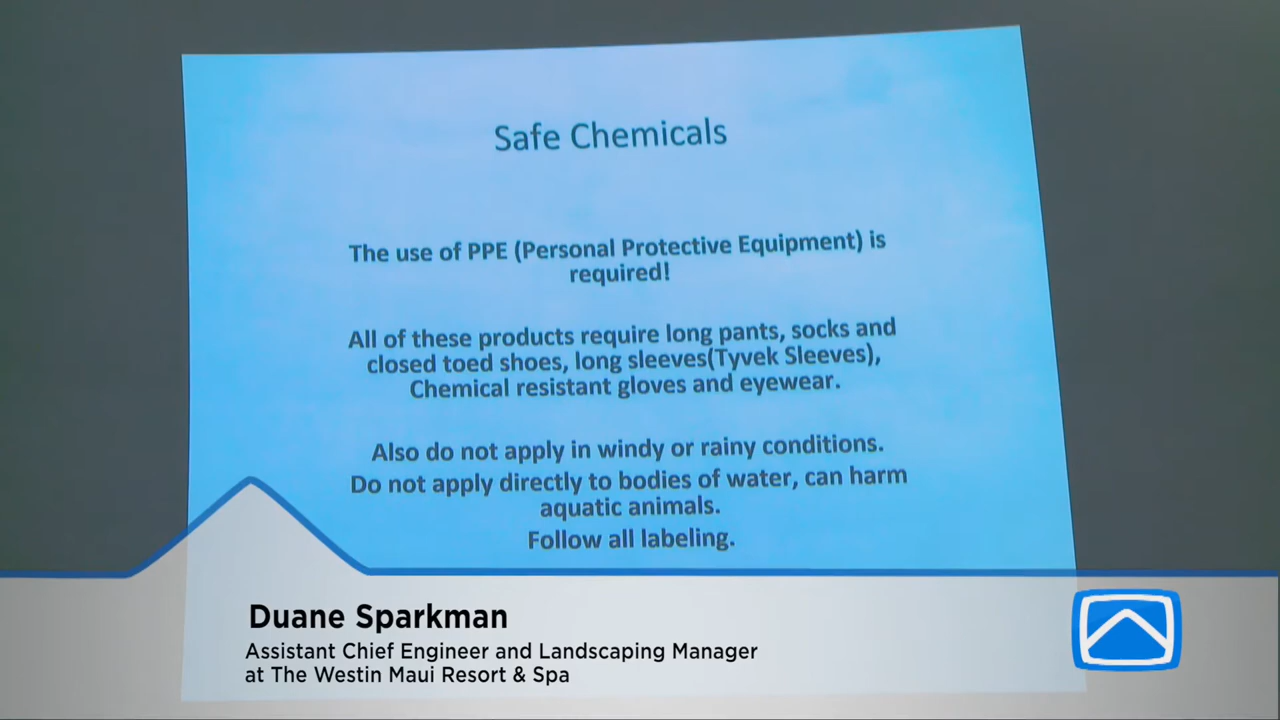 Safe Chemicals
The use of PPE (Personal Protective Equipment) is
required!
All of these products require long pants, socks and
closed toed shoes, long sleeves(Tyvek Sleeves),
Chemical resistant gloves and eyewear.
Also do not apply in windy or rainy conditions.
Do not apply directly to bodies of water, can harm
aquatic animals.
Follow all labeling.
Duane Sparkman
Assistant Chief Engineer and Landscaping Manager
at The Westin Maui Resort & Spa